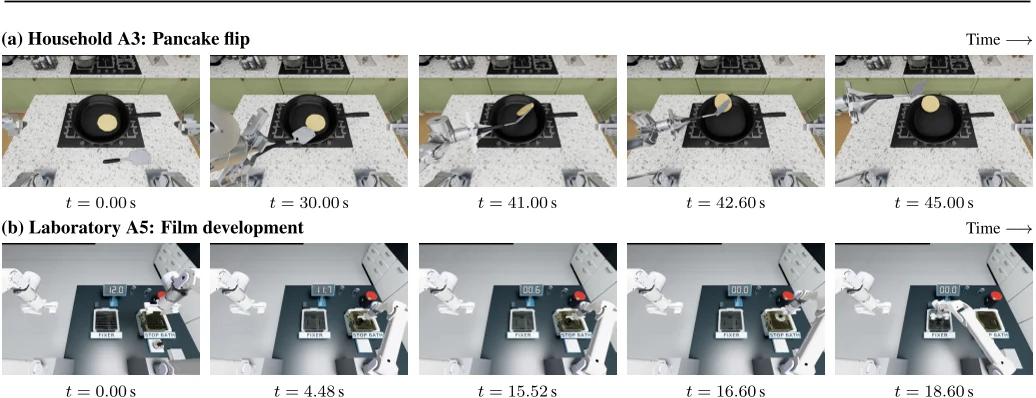 (a) Household A3: Pancake flip Time →
t = 0.00 s t = 30.00 s t = 41.00 s t = 42.60 s t = 45.00 s
(b) Laboratory A5: Film development Time →
12.0 11.7 00.6 00.0 00.0
FIXER STOP BATH FIXER STOP BATH FIXER STOP BATH FIXER STOP BATH FIXER STOP BATH
t = 0.00 s t = 4.48 s t = 15.52 s t = 16.60 s t = 18.60 s